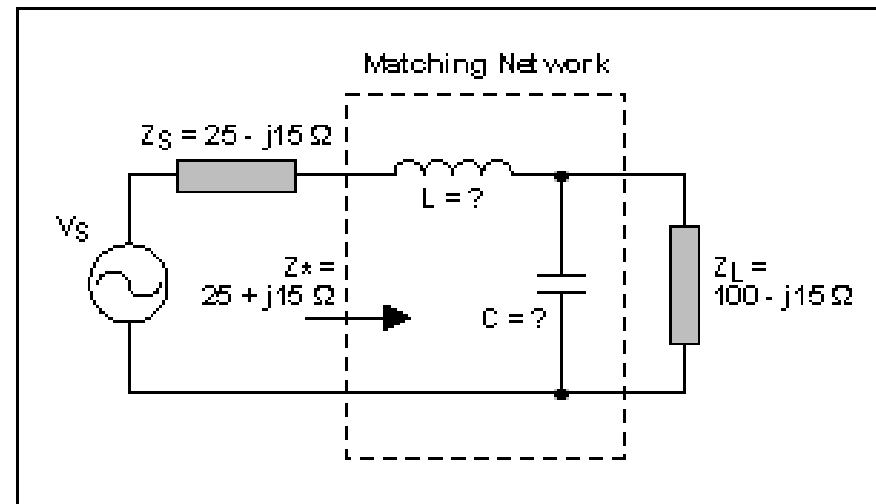 Matching Network
ZS = 25 - j15 Ω
L = ?
VS
Z* =
25 + j15 Ω
C = ?
ZL =
100 - j15 Ω